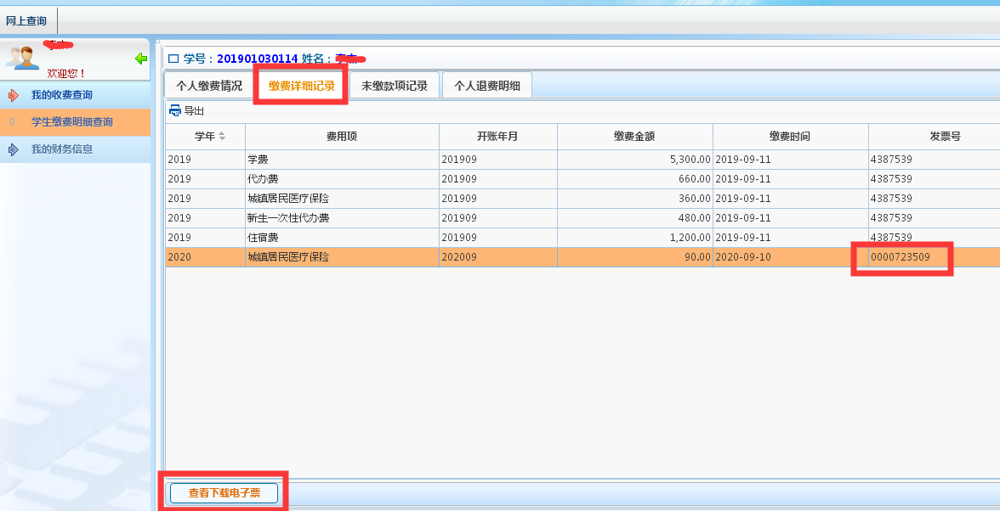 网上查询
欢迎您！
我的收费查询
学生缴费明细查询
我的财务信息
学号：201901030114 姓名：
个人缴费情况 缴费详细记录 未缴款项记录 个人退费明细
导出
学年 费用项 开账年月 缴费金额 缴费时间 发票号
2019 学费 201909 5,300.00 2019-09-11 4387539
2019 代办费 201909 660.00 2019-09-11 4387539
2019 城镇居民医疗保险 201909 360.00 2019-09-11 4387539
2019 新生一次性代办费 201909 480.00 2019-09-11 4387539
2019 住宿费 201909 1,200.00 2019-09-11 4387539
2020 城镇居民医疗保险 202009 90.00 2020-09-10 0000723509
查看下载电子票